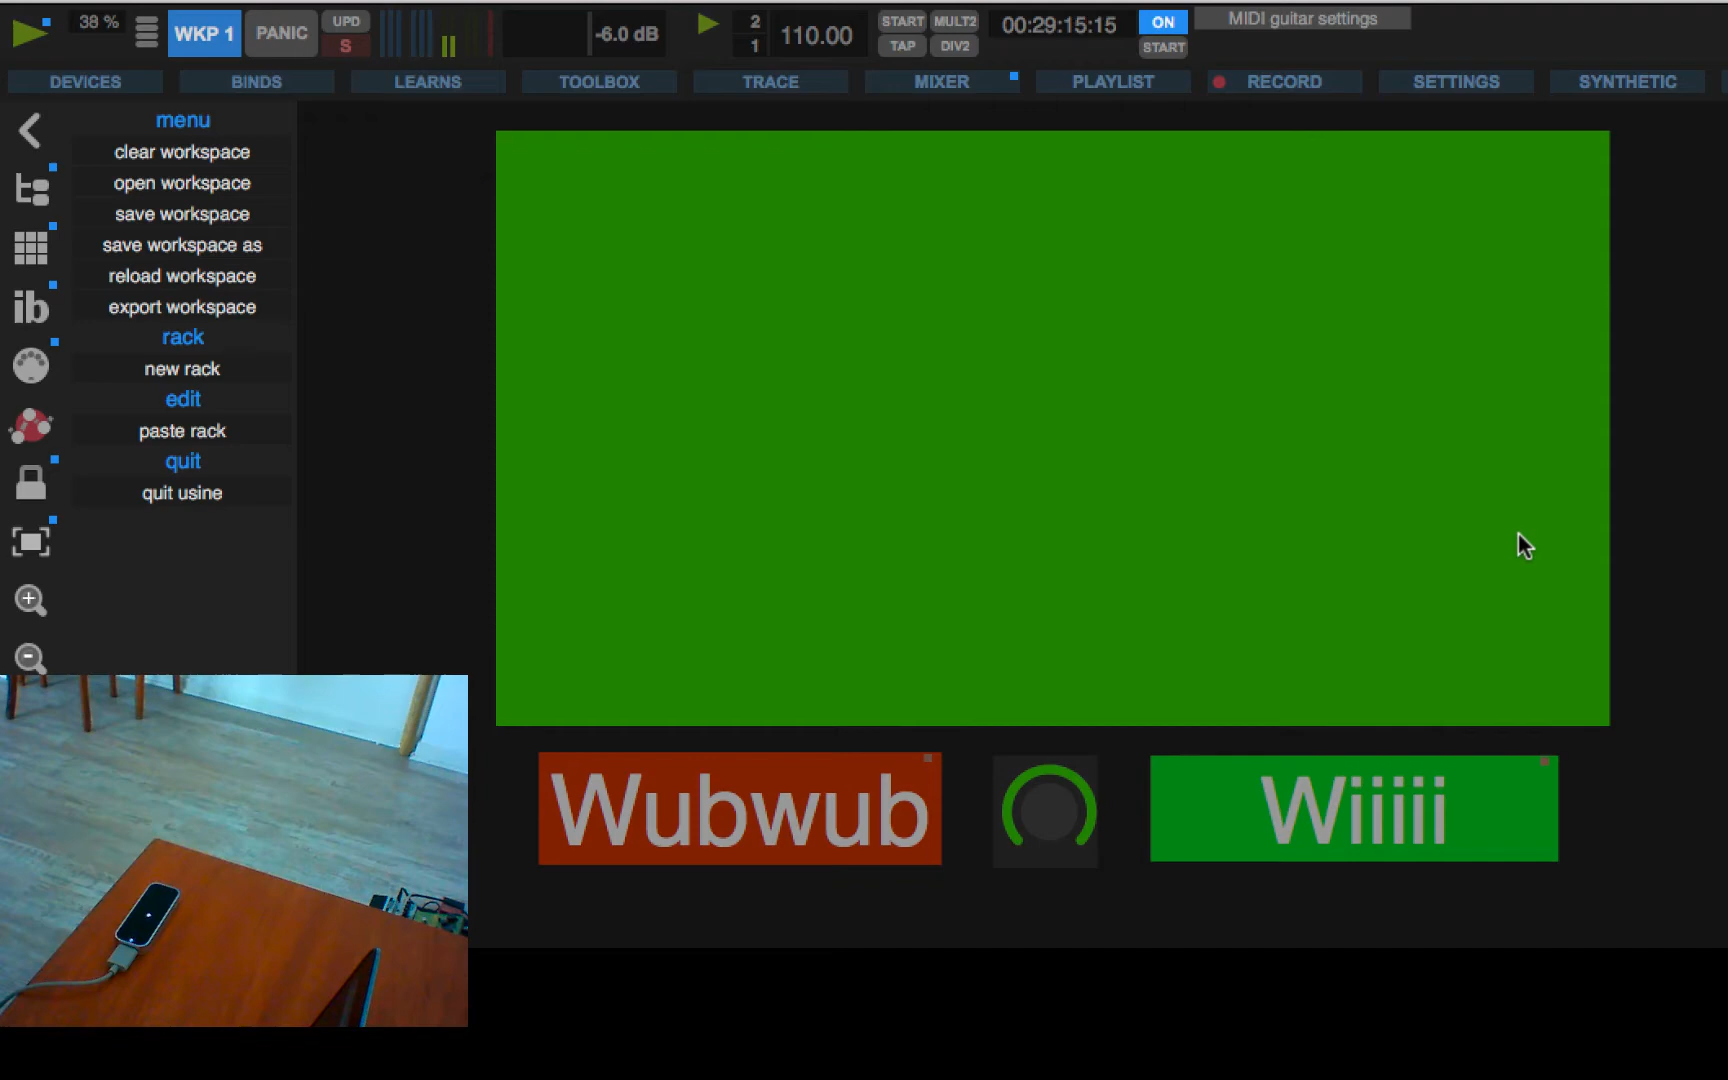 38 %
WKP 1
PANIC
UPD
S
-6.0 dB
2
1
110.00
START
MULT2
TAP
DIV2
00:29:15:15
ON
START
MIDI guitar settings
DEVICES
BINDS
LEARNS
TOOLBOX
TRACE
MIXER
PLAYLIST
RECORD
SETTINGS
SYNTHETIC
menu
clear workspace
open workspace
save workspace
save workspace as
reload workspace
export workspace
rack
new rack
edit
paste rack
quit
quit usine
ib
Wubwub
Wiiiii